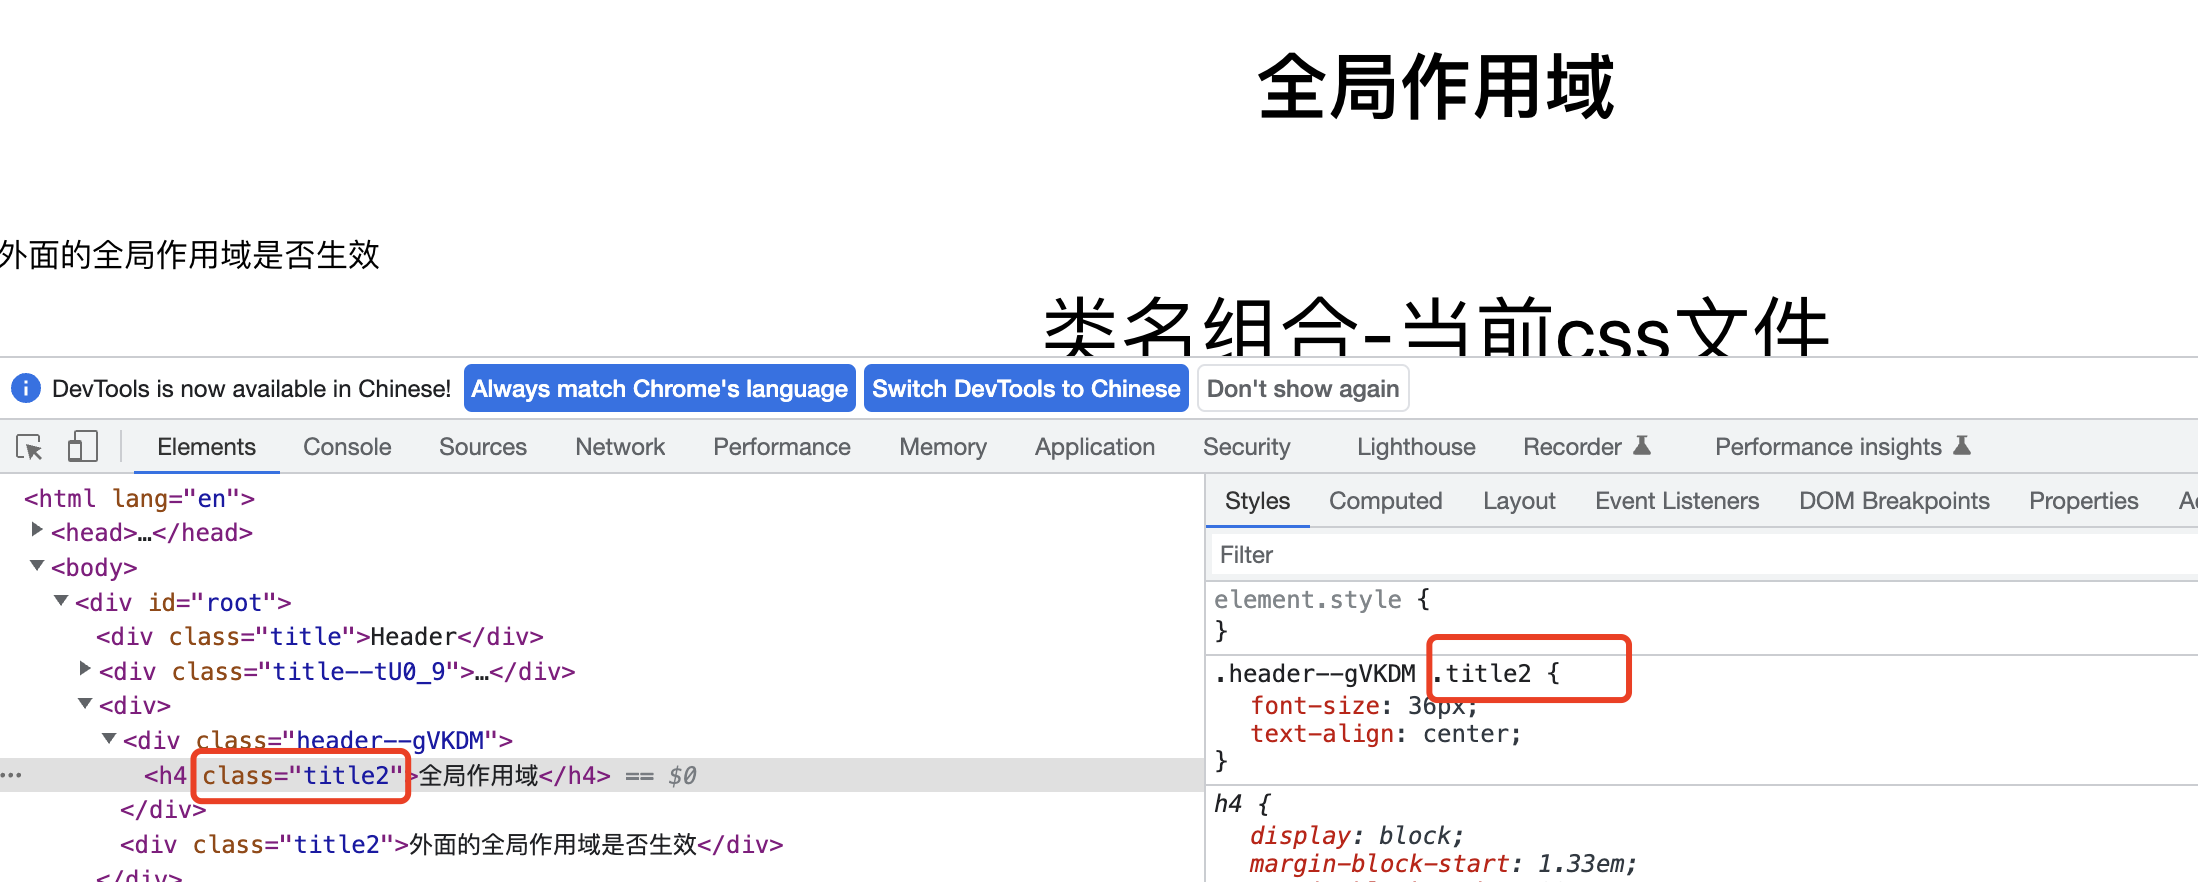 全局作用域
外面的全局作用域是否生效
类名组合-当前css文件
DevTools is now available in Chinese! Always match Chrome's language Switch DevTools to Chinese Don't show again
Elements Console Sources Network Performance Memory Application Security Lighthouse Recorder Performance insights
<html lang="en">
<head>…</head>
<body>
<div id="root">
<div class="title">Header</div>
<div class="title--tU0_9">…</div>
<div>
<div class="header--gVKDM">
<h4 class="title2">全局作用域</h4> == $0
</div>
<div class="title2">外面的全局作用域是否生效</div>
</div>
Styles Computed Layout Event Listeners DOM Breakpoints Properties
Filter
element.style {
}
.header--gVKDM .title2 {
font-size: 36px;
text-align: center;
}
h4 {
display: block;
margin-block-start: 1.33em;